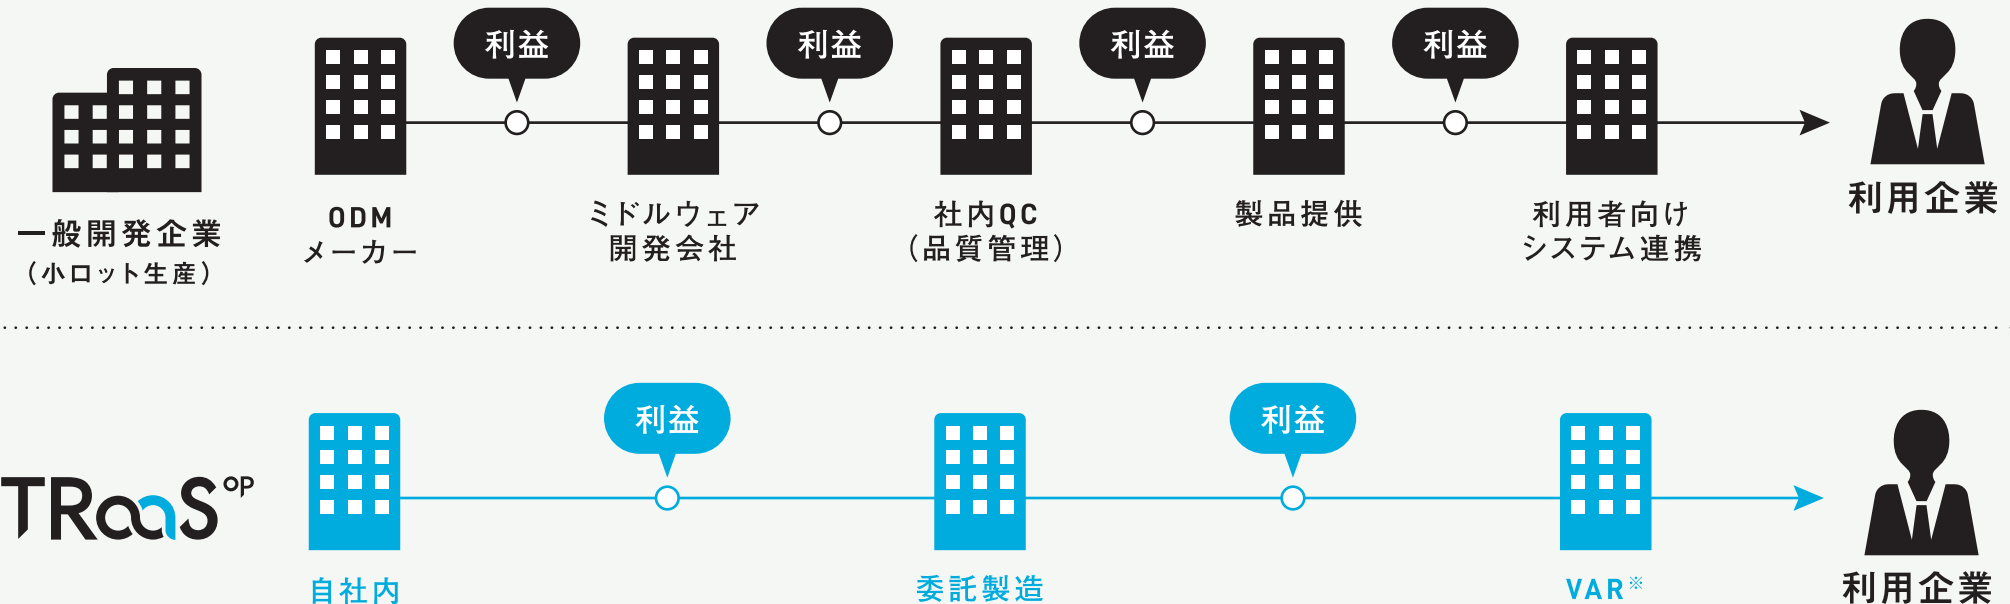 利益
利益
利益
利益
一般開発企業
（小ロット生産）
ODM
メーカー
ミドルウェア
開発会社
社内QC
（品質管理）
製品提供
利用者向け
システム連携
利用企業
利益
利益
TRaaS OP
自社内
委託製造
VAR※
利用企業